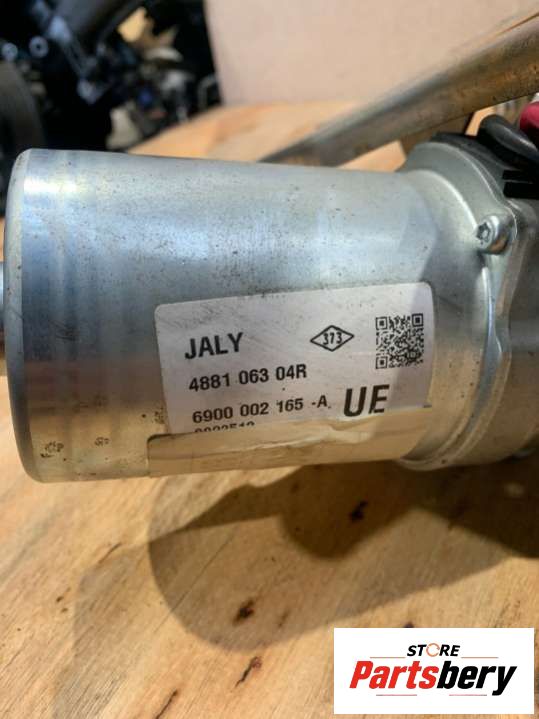 JALY
373
4881 063 04R
6900 002 165 -A UE
STORE
Partsbery